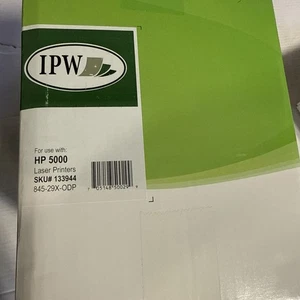 IPW
For use with:
HP 5000
Laser Printers
SKU# 133944
845-29X-ODP